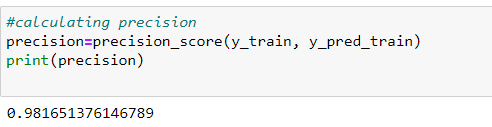 #calculating precision
precision=precision_score(y_train, y_pred_train)
print(precision)
0.981651376146789